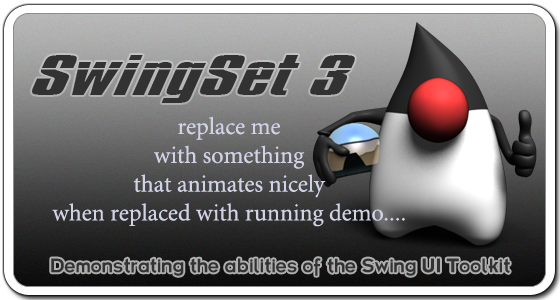 SwingSet 3
replace me
with something
that animates nicely
when replaced with running demo....
Demonstrating the abilities of the Swing UI Toolkit